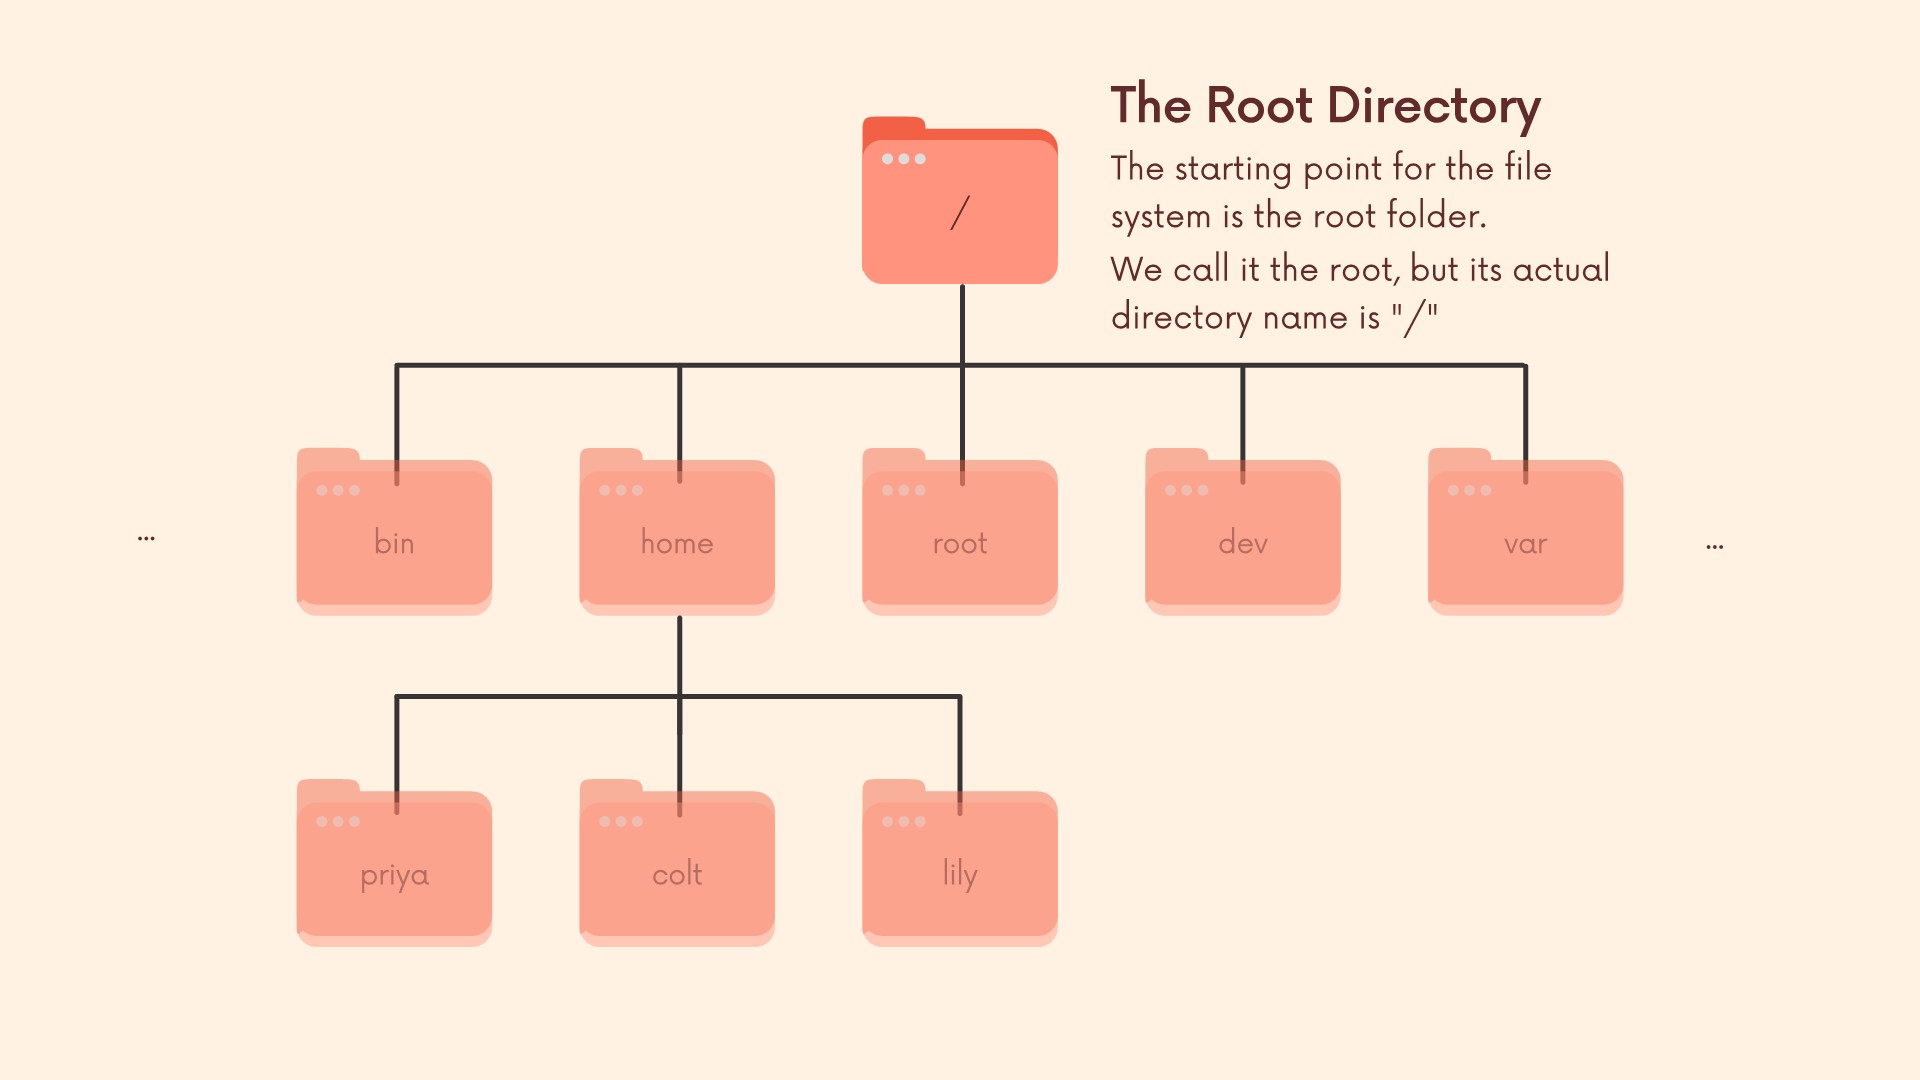 The Root Directory
The starting point for the file
system is the root folder.
We call it the root, but its actual
directory name is "/"
/
... bin home root dev var ...
priya colt lily